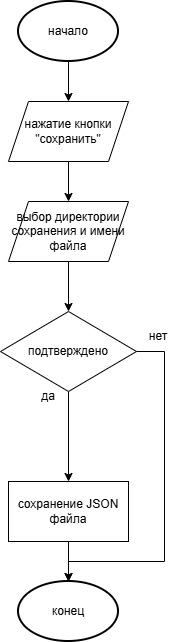 начало
нажатие кнопки
"сохранить"
выбор директории
сохранения и имени
файла
нет
подтверждено
да
сохранение JSON
файла
конец